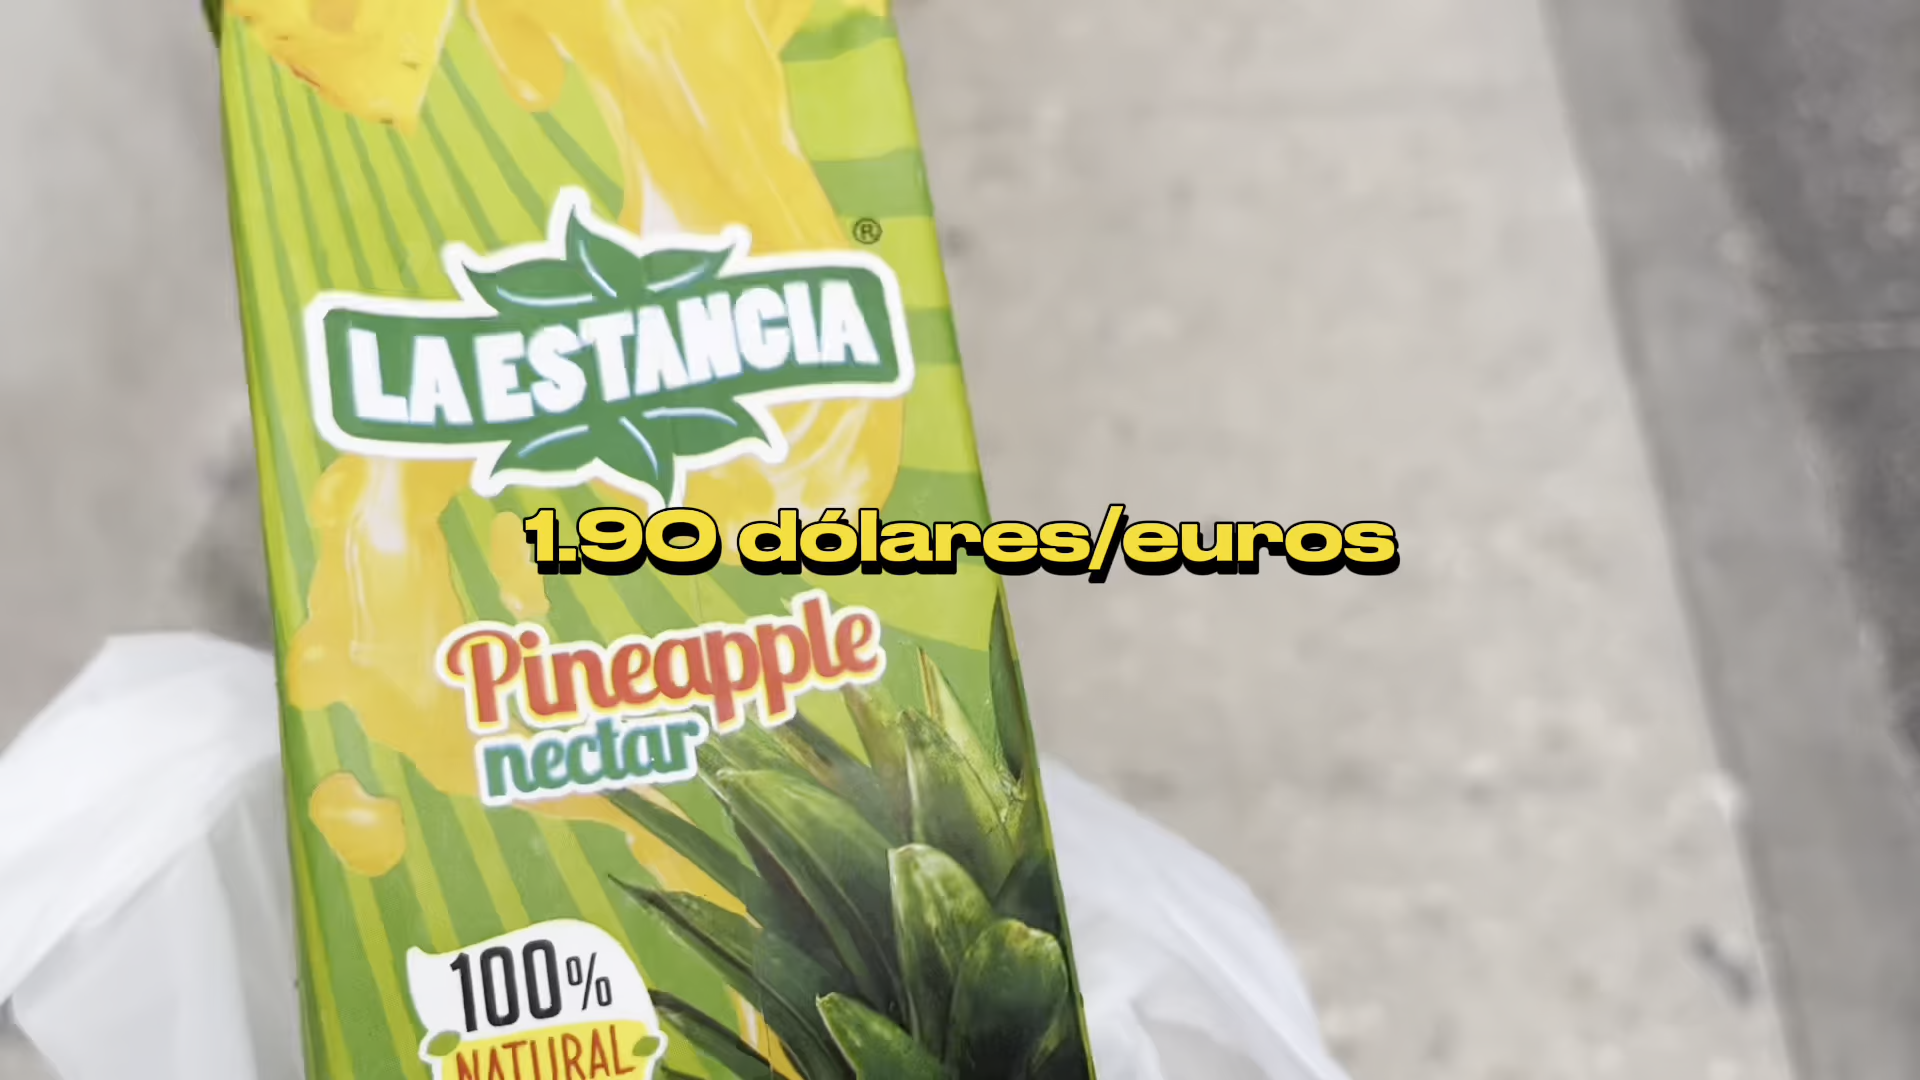 ®
LA ESTANCIA
1.90 dólares/euros
Pineapple
nectar
100%
NATURAL